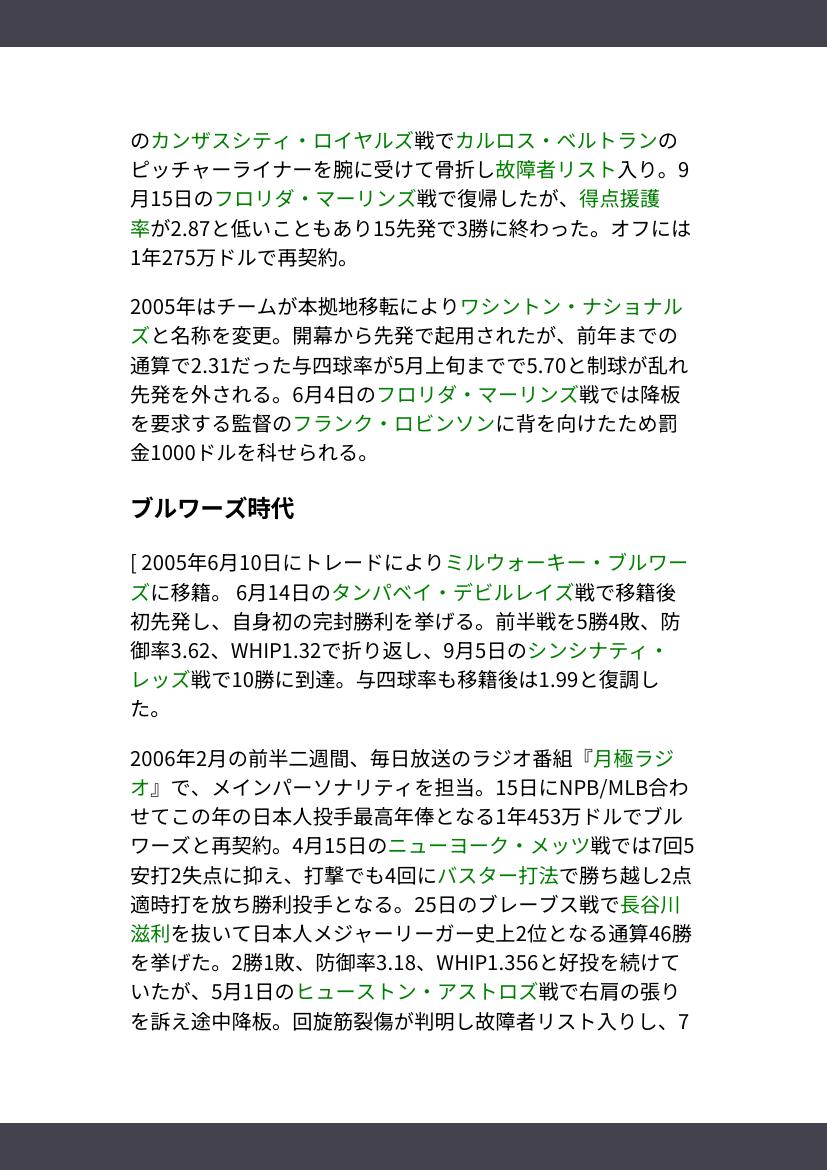 のカンザスシティ・ロイヤルズ戦でカルロス・ベルトランの
ピッチャーライナーを腕に受けて骨折し故障者リスト入り。9
月15日のフロリダ・マーリンズ戦で復帰したが、得点援護
率が2.87と低いこともあり15先発で3勝に終わった。オフには
1年275万ドルで再契約。
2005年はチームが本拠地移転によりワシントン・ナショナル
ズと名称を変更。開幕から先発で起用されたが、前年までの
通算で2.31だった与四球率が5月上旬までで5.70と制球が乱れ
先発を外される。6月4日のフロリダ・マーリンズ戦では降板
を要求する監督のフランク・ロビンソンに背を向けたため罰
金1000ドルを科せられる。
ブルワーズ時代
[ 2005年6月10日にトレードによりミルウォーキー・ブルワー
ズに移籍。 6月14日のタンパベイ・デビルレイズ戦で移籍後
初先発し、自身初の完封勝利を挙げる。前半戦を5勝4敗、防
御率3.62、WHIP1.32で折り返し、9月5日のシンシナティ・
レッズ戦で10勝に到達。与四球率も移籍後は1.99と復調し
た。
2006年2月の前半二週間、毎日放送のラジオ番組『月極ラジ
オ』で、メインパーソナリティを担当。15日にNPB/MLB合わ
せてこの年の日本人投手最高年俸となる1年453万ドルでブル
ワーズと再契約。4月15日のニューヨーク・メッツ戦では7回5
安打2失点に抑え、打撃でも4回にバスター打法で勝ち越し2点
適時打を放ち勝利投手となる。25日のブレーブス戦で長谷川
滋利を抜いて日本人メジャーリーガー史上2位となる通算46勝
を挙げた。2勝1敗、防御率3.18、WHIP1.356と好投を続けて
いたが、5月1日のヒューストン・アストロズ戦で右肩の張り
を訴え途中降板。回旋筋裂傷が判明し故障者リスト入りし、7